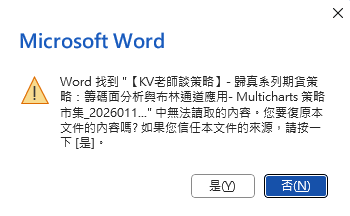 Microsoft Word
Word 找到 "【KV老師談策略】- 歸真系列期貨策
略：籌碼面分析與布林通道應用- Multicharts 策略
市集_2026011..." 中無法讀取的內容。您要復原本
文件的內容嗎? 如果您信任本文件的來源，請按一
下 [是]。
是(Y)
否(N)